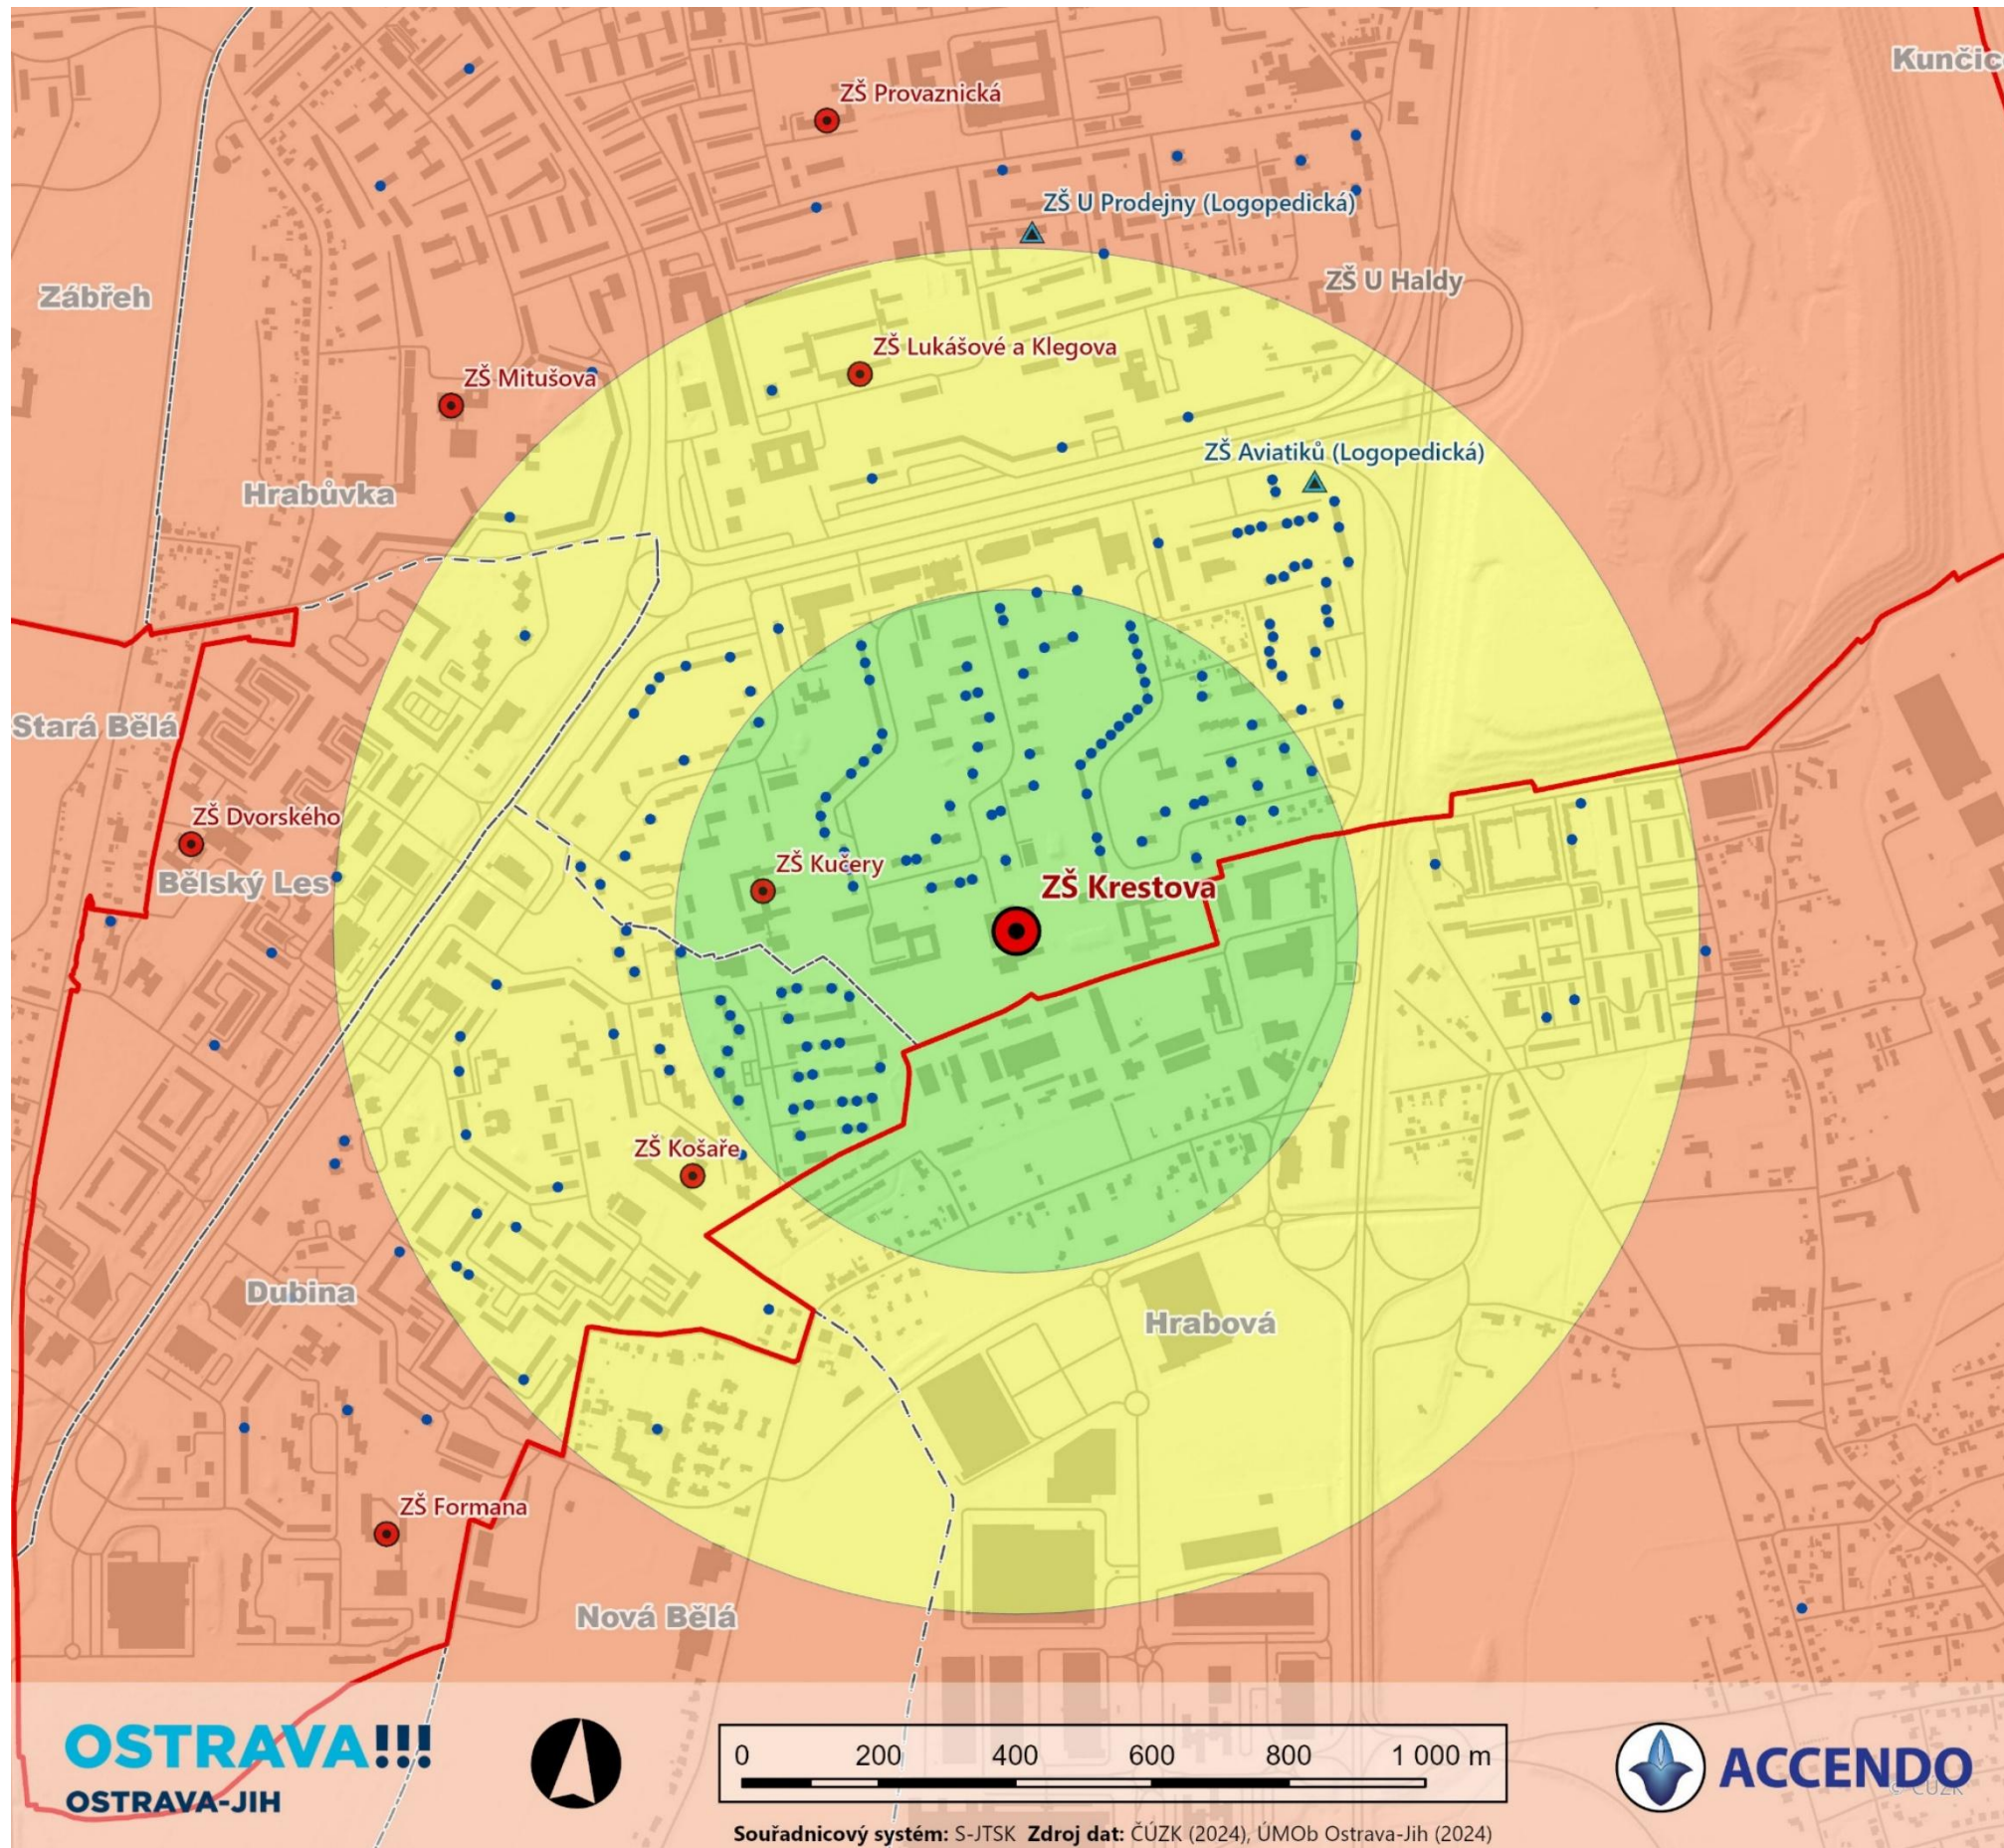 Kunčic
ZŠ Provaznická
ZŠ U Prodejny (Logopedická)
ZŠ U Haldy
Zábřeh
ZŠ Lukášové a Klegova
ZŠ Mitušova
ZŠ Aviatiků (Logopedická)
Hrabůvka
Stará Bělá
ZŠ Dvorského
ZŠ Kučery
Bělský Les
ZŠ Krestova
ZŠ Košaře
Dubina
Hrabová
ZŠ Formana
Nová Bělá
OSTRAVA!!!
OSTRAVA-JIH
0 200 400 600 800 1 000 m
ACCENDO
© ČÚZK
Souřadnicový systém: S-JTSK Zdroj dat: ČÚZK (2024), ÚMOb Ostrava-Jih (2024)